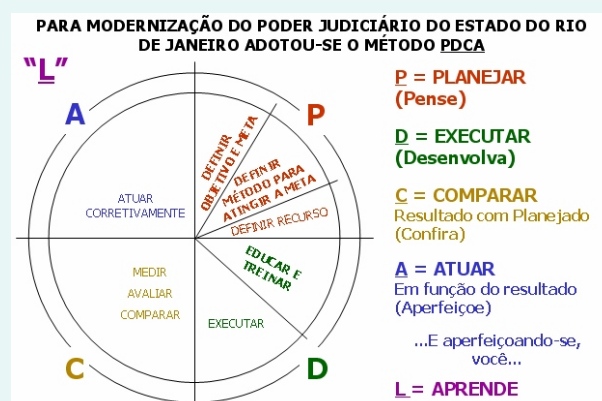 PARA MODERNIZAÇÃO DO PODER JUDICIÁRIO DO ESTADO DO RIO
DE JANEIRO ADOTOU-SE O MÉTODO PDCA
“L”
A
P
DEFINIR
OBJETIVO E META
DEFINIR
MÉTODO PARA
ATINGIR A META
DEFINIR RECURSO
ATUAR
CORRETIVAMENTE
EDUCAR E
TREINAR
MEDIR
AVALIAR
COMPARAR
EXECUTAR
C
D
P = PLANEJAR
(Pense)
D = EXECUTAR
(Desenvolva)
C = COMPARAR
Resultado com Planejado
(Confira)
A = ATUAR
Em função do resultado
(Aperfeiçoe)
...E aperfeiçoando-se,
você...
L = APRENDE